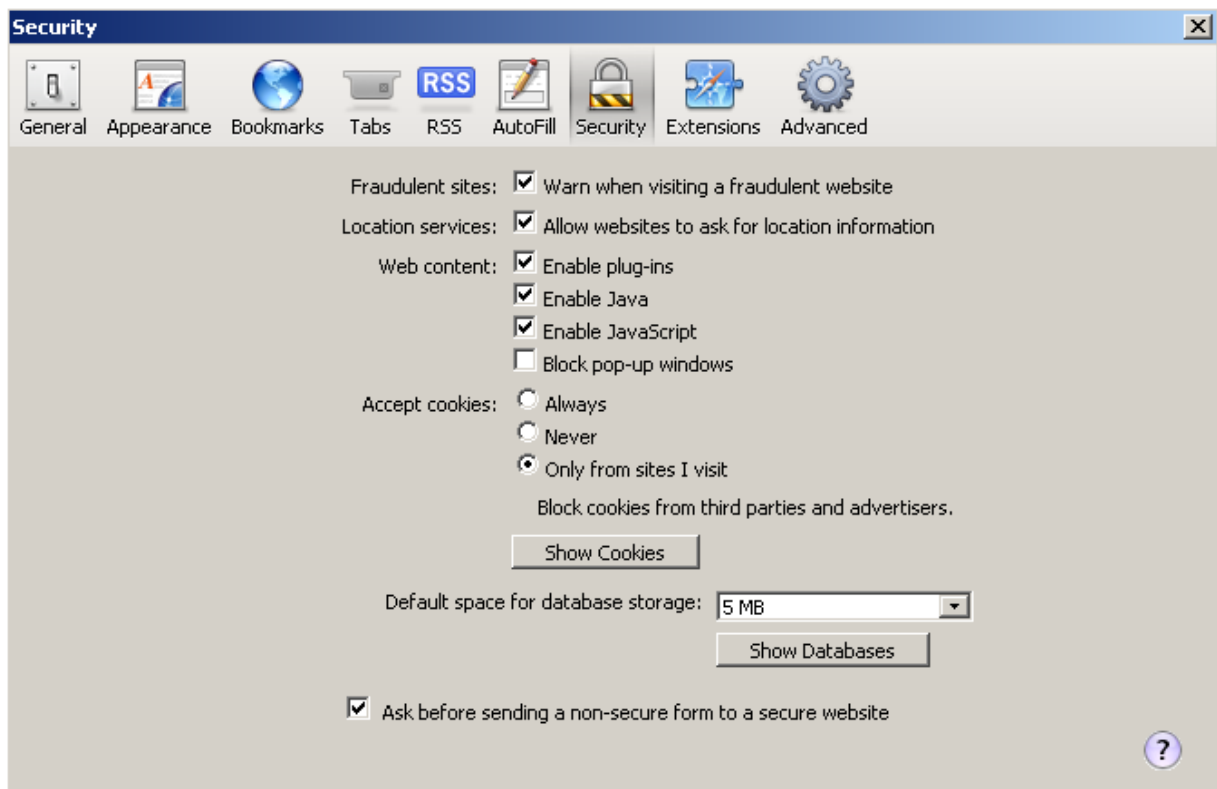 Security
RSS
General Appearance Bookmarks Tabs RSS AutoFill Security Extensions Advanced
Fraudulent sites: Warn when visiting a fraudulent website
Location services: Allow websites to ask for location information
Web content: Enable plug-ins
Enable Java
Enable JavaScript
Block pop-up windows
Accept cookies: Always
Never
Only from sites I visit
Block cookies from third parties and advertisers.
Show Cookies
Default space for database storage: 5 MB
Show Databases
Ask before sending a non-secure form to a secure website
?